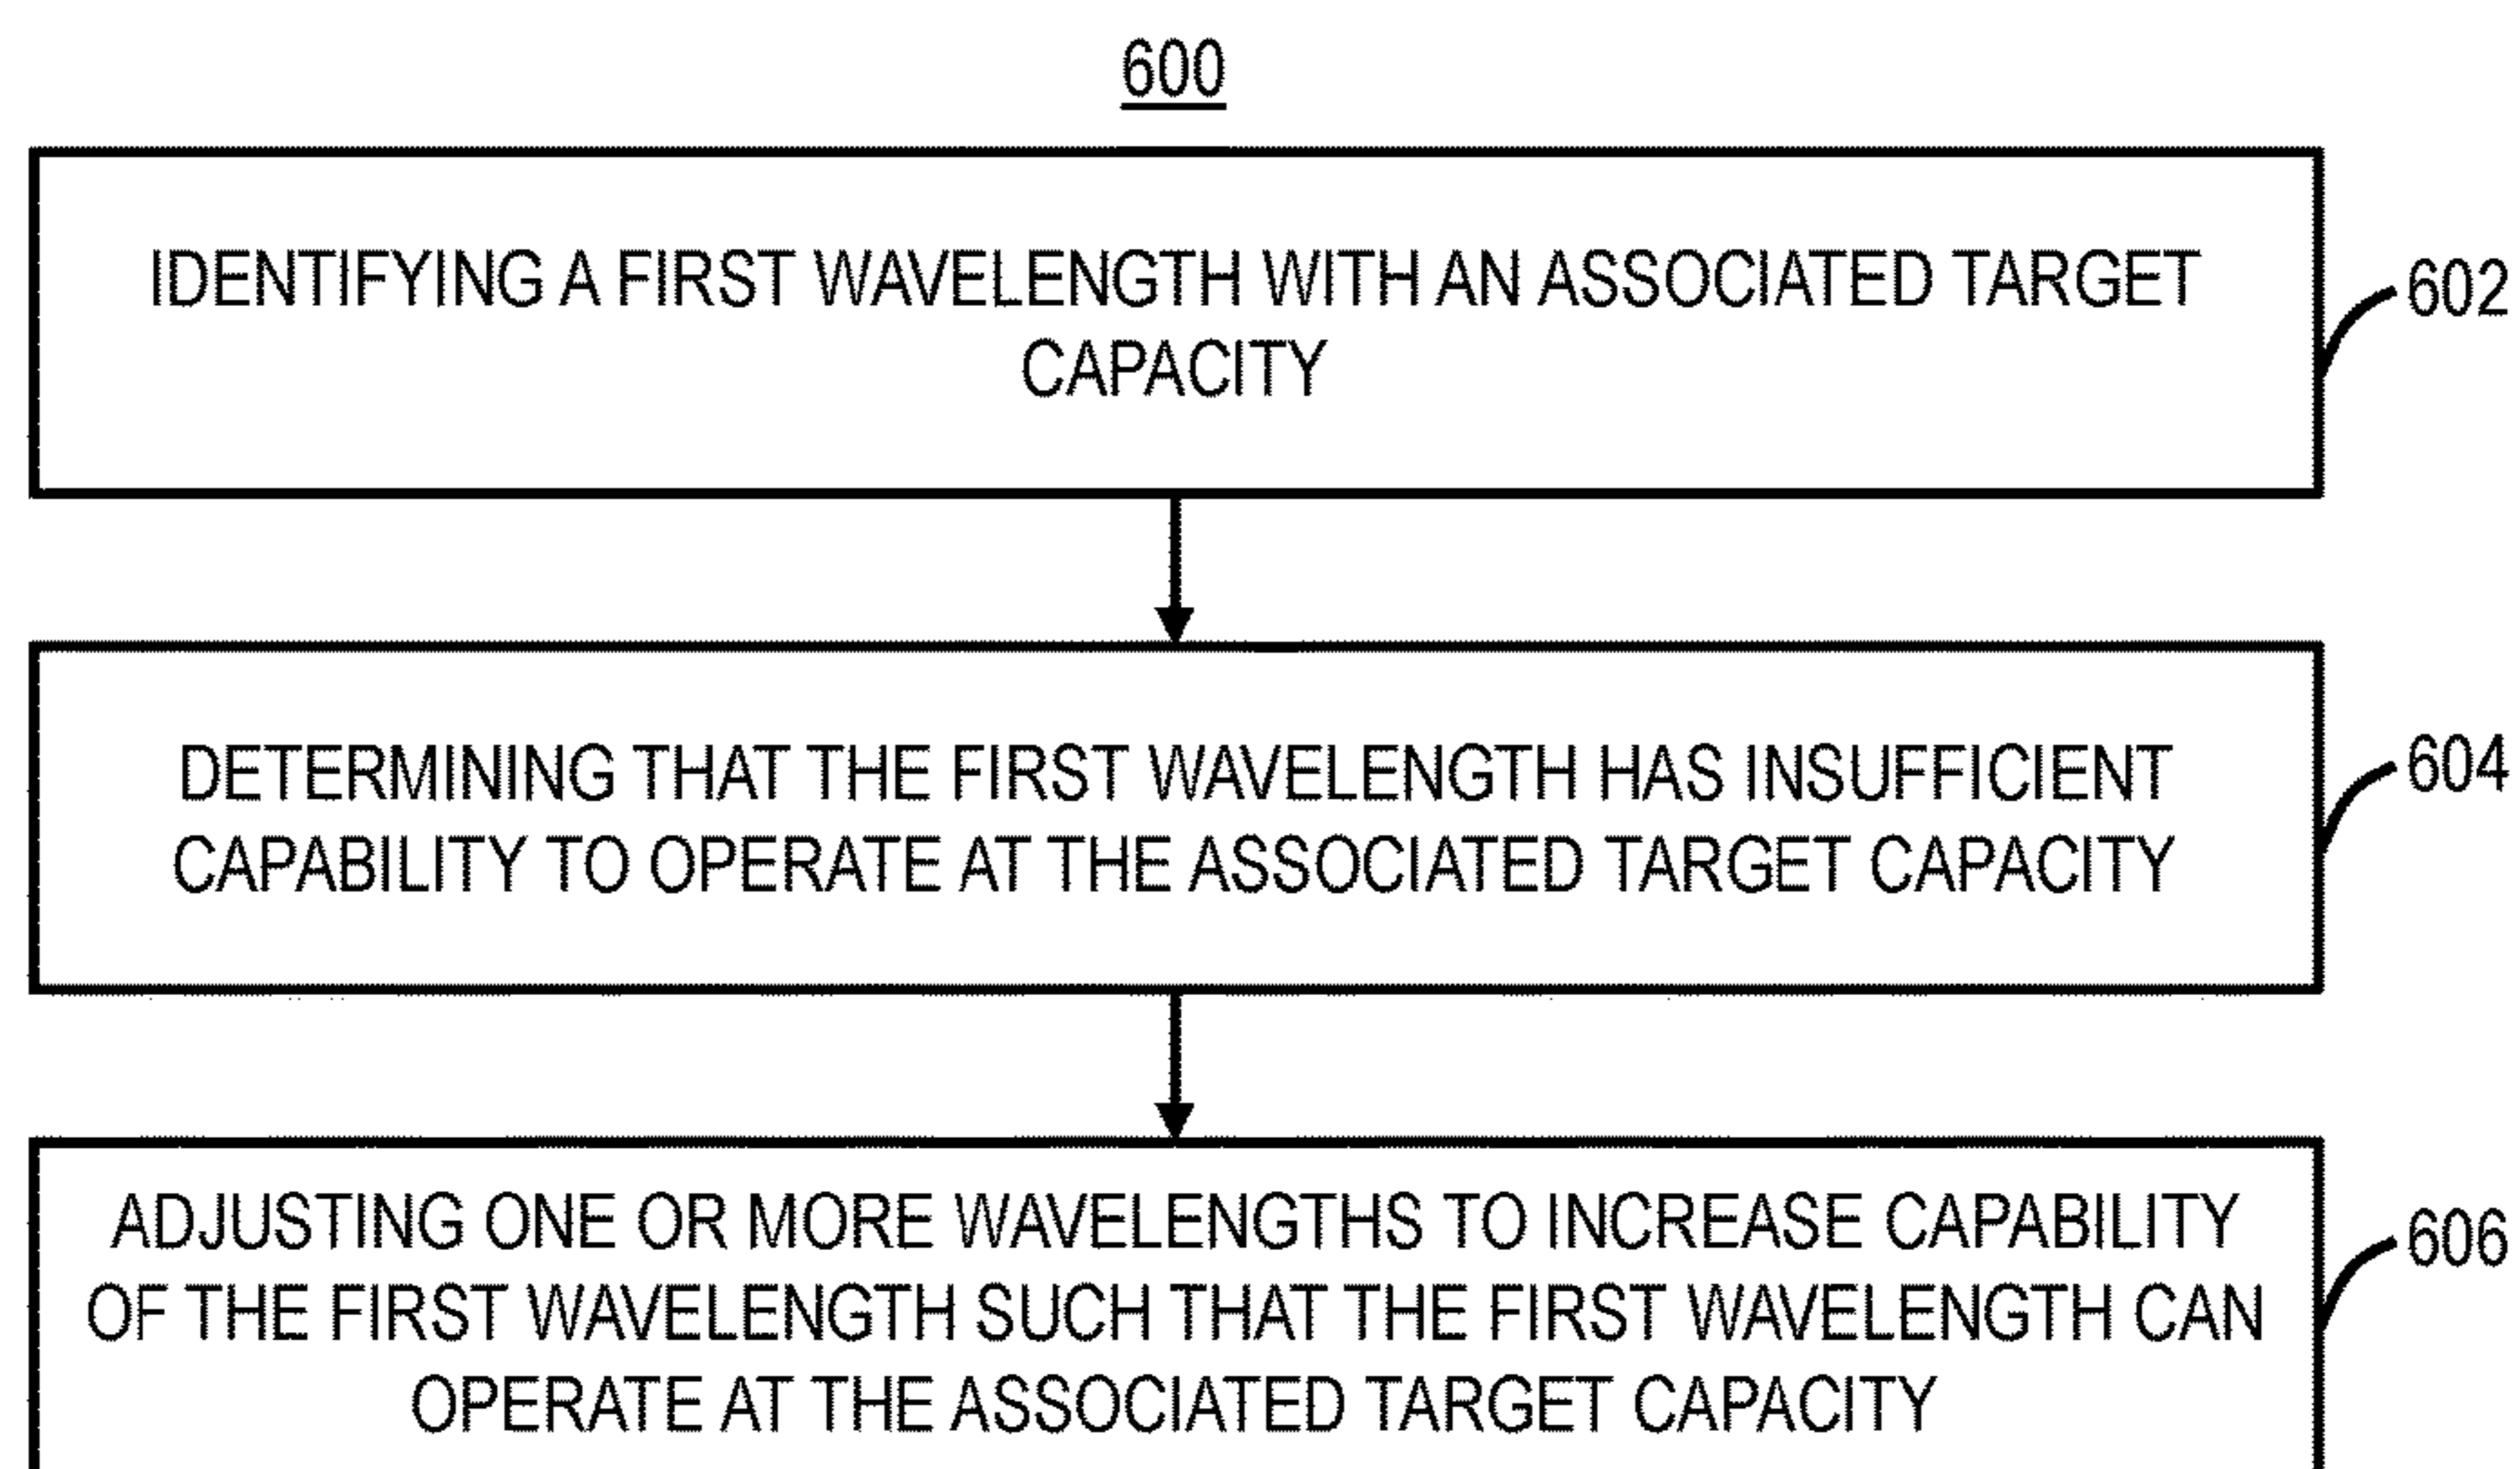 600
IDENTIFYING A FIRST WAVELENGTH WITH AN ASSOCIATED TARGET
CAPACITY
602
DETERMINING THAT THE FIRST WAVELENGTH HAS INSUFFICIENT
CAPABILITY TO OPERATE AT THE ASSOCIATED TARGET CAPACITY
604
ADJUSTING ONE OR MORE WAVELENGTHS TO INCREASE CAPABILITY
OF THE FIRST WAVELENGTH SUCH THAT THE FIRST WAVELENGTH CAN
OPERATE AT THE ASSOCIATED TARGET CAPACITY
606